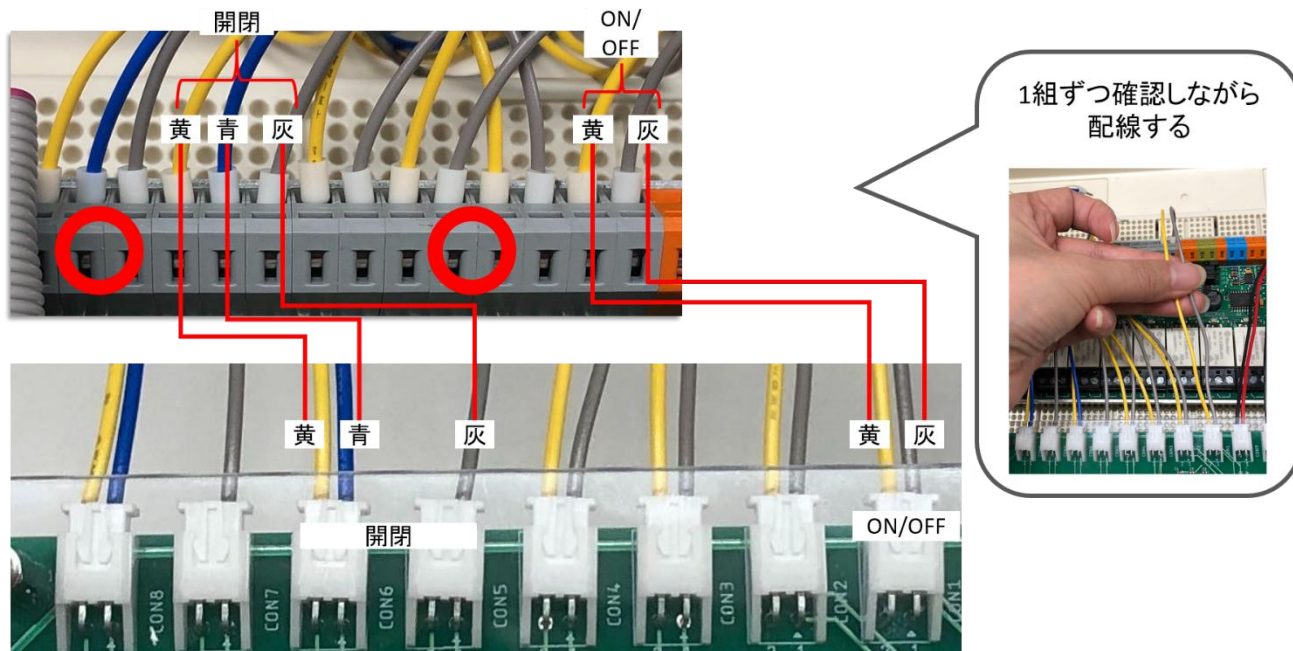 開閉
ON/
OFF
黄
青
灰
黄
灰
1組ずつ確認しながら
配線する
黄
青
灰
黄
灰
開閉
ON/OFF
CON8
CON7
CON6
CON5
CON4
CON3
CON2
CON1